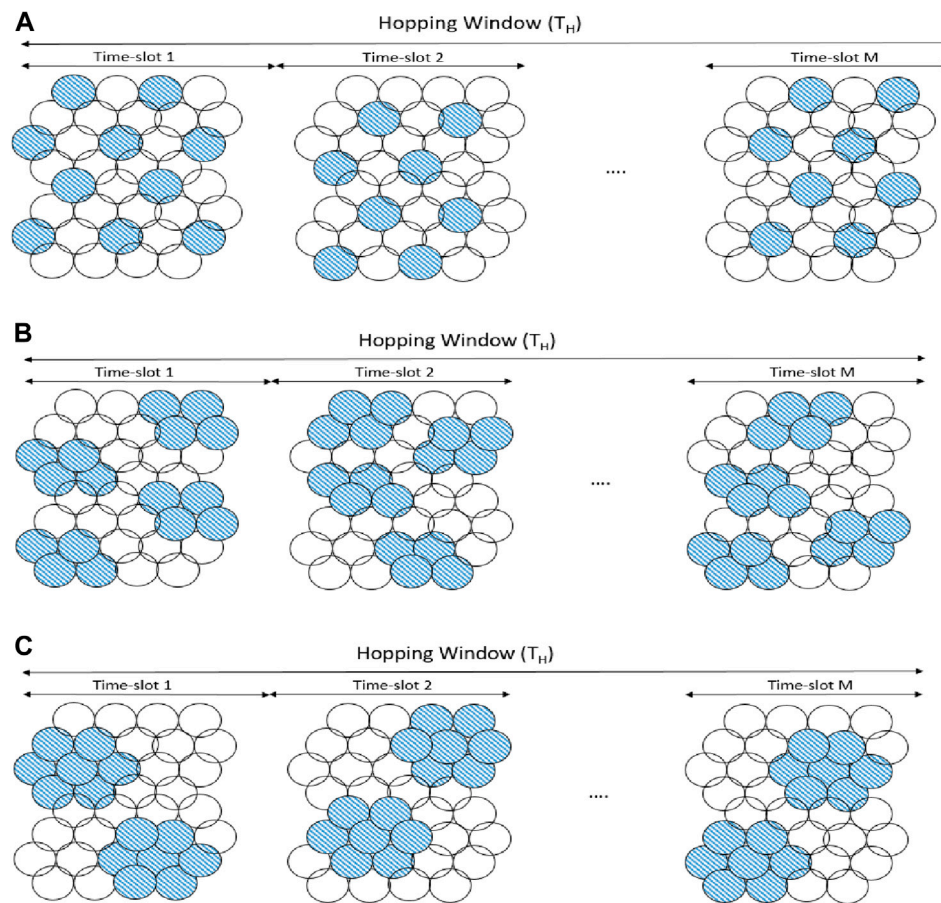 A
Hopping Window (TH)
Time-slot 1 Time-slot 2 Time-slot M
....
B
Hopping Window (TH)
Time-slot 1 Time-slot 2 Time-slot M
....
C
Hopping Window (TH)
Time-slot 1 Time-slot 2 Time-slot M
....